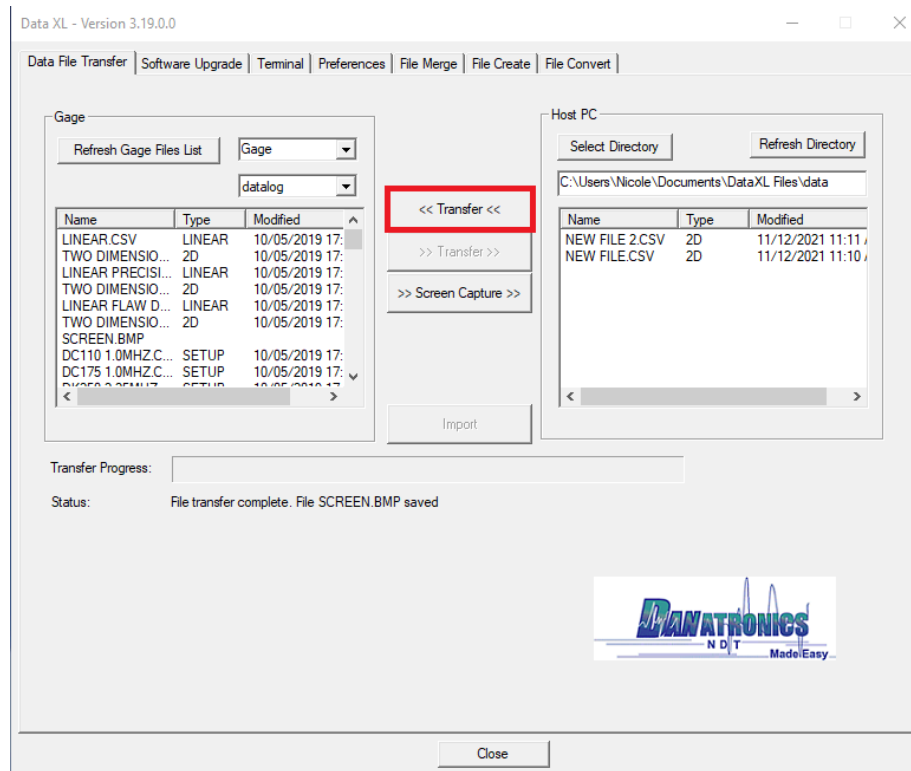 Data XL - Version 3.19.0.0
Data File Transfer Software Upgrade Terminal Preferences File Merge File Create File Convert
Gage
Refresh Gage Files List Gage
datalog
Name Type Modified
LINEAR.CSV LINEAR 10/05/2019 17:
TWO DIMENSIO... 2D 10/05/2019 17:
LINEAR PRECISI... LINEAR 10/05/2019 17:
TWO DIMENSIO... 2D 10/05/2019 17:
LINEAR FLAW D... LINEAR 10/05/2019 17:
TWO DIMENSIO... 2D 10/05/2019 17:
SCREEN.BMP
DC110 1.0MHZ.C... SETUP 10/05/2019 17:
DC175 1.0MHZ.C... SETUP 10/05/2019 17:
<< Transfer <<
>> Transfer >>
>> Screen Capture >>
Import
Host PC
Select Directory Refresh Directory
C:\Users\Nicole\Documents\DataXL Files\data
Name Type Modified
NEW FILE 2.CSV 2D 11/12/2021 11:11
NEW FILE.CSV 2D 11/12/2021 11:10
Transfer Progress:
Status: File transfer complete. File SCREEN.BMP saved
DANATRONICS
NDT
Made Easy
Close